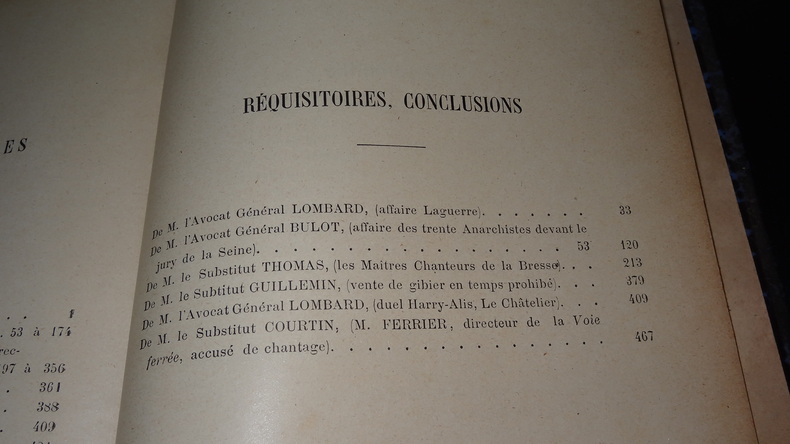 ES
1
53 à 174
rec-
97 à 356
361
388
409
RÉQUISITOIRES, CONCLUSIONS
De M. l'Avocat Général LOMBARD, (affaire Laguerre). . . . . . . 33
De M. l'Avocat Général BULOT, (affaire des trente Anarchistes devant le
jury de la Seine). . . . . . . . . . . . . . . . . 53 120
De M. le Substitut THOMAS, (les Maîtres Chanteurs de la Bresse). . . 213
De M. le Subtitut GUILLEMIN, (vente de gibier en temps prohibé). . . 379
De M. l'Avocat Général LOMBARD, (duel Harry-Alis, Le Châtelier). . . 409
De M. le Substitut COURTIN, (M. FERRIER, directeur de la Voie
ferrée, accusé de chantage). . . . . . . . . . . . . . 467